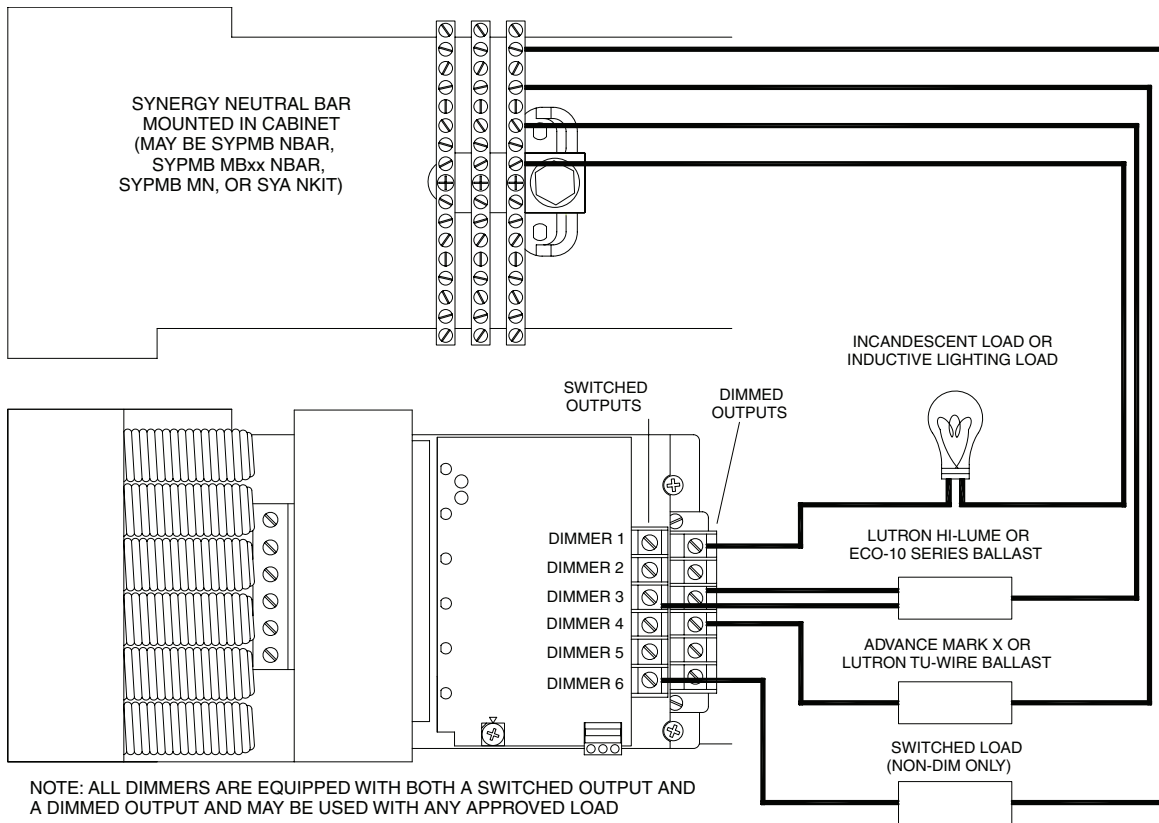 SYNERGY NEUTRAL BAR
MOUNTED IN CABINET
(MAY BE SYPMB NBAR,
SYPMB MBxx NBAR,
SYPMB MN, OR SYA NKIT)
INCANDESCENT LOAD OR
INDUCTIVE LIGHTING LOAD
SWITCHED
OUTPUTS
DIMMED
OUTPUTS
LUTRON HI-LUME OR
ECO-10 SERIES BALLAST
DIMMER 1
DIMMER 2
DIMMER 3
DIMMER 4
DIMMER 5
DIMMER 6
ADVANCE MARK X OR
LUTRON TU-WIRE BALLAST
SWITCHED LOAD
(NON-DIM ONLY)
NOTE: ALL DIMMERS ARE EQUIPPED WITH BOTH A SWITCHED OUTPUT AND
A DIMMED OUTPUT AND MAY BE USED WITH ANY APPROVED LOAD